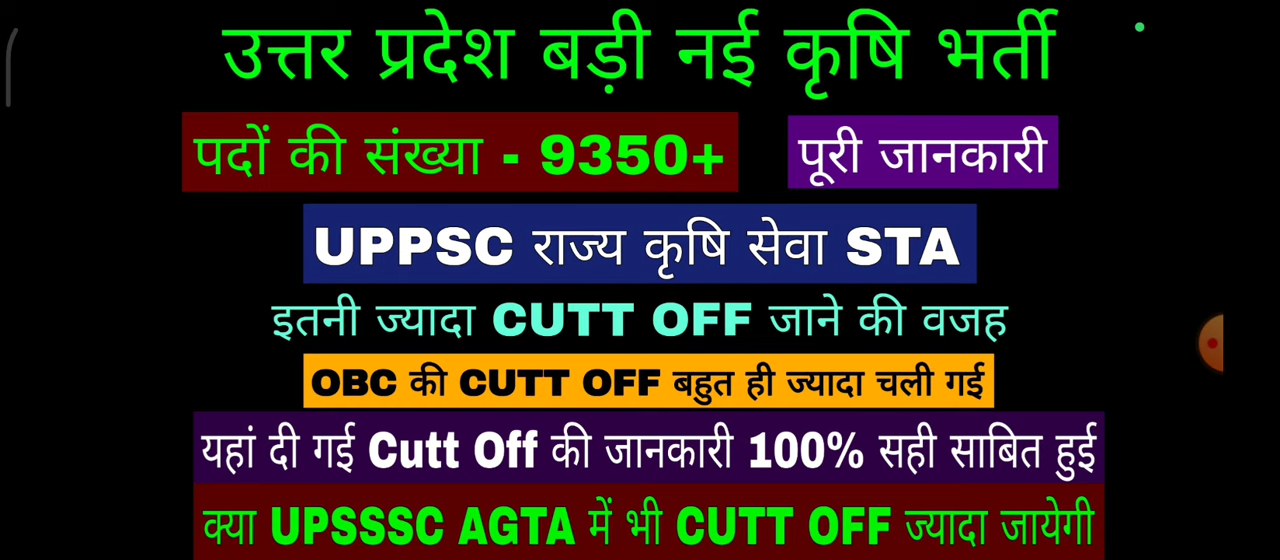 उत्तर प्रदेश बड़ी नई कृषि भर्ती
पदों की संख्या - 9350+ पूरी जानकारी
UPPSC राज्य कृषि सेवा STA
इतनी ज्यादा CUTT OFF जाने की वजह
OBC की CUTT OFF बहुत ही ज्यादा चली गई
यहां दी गई Cutt Off की जानकारी 100% सही साबित हुई
क्या UPSSSC AGTA में भी CUTT OFF ज्यादा जायेगी